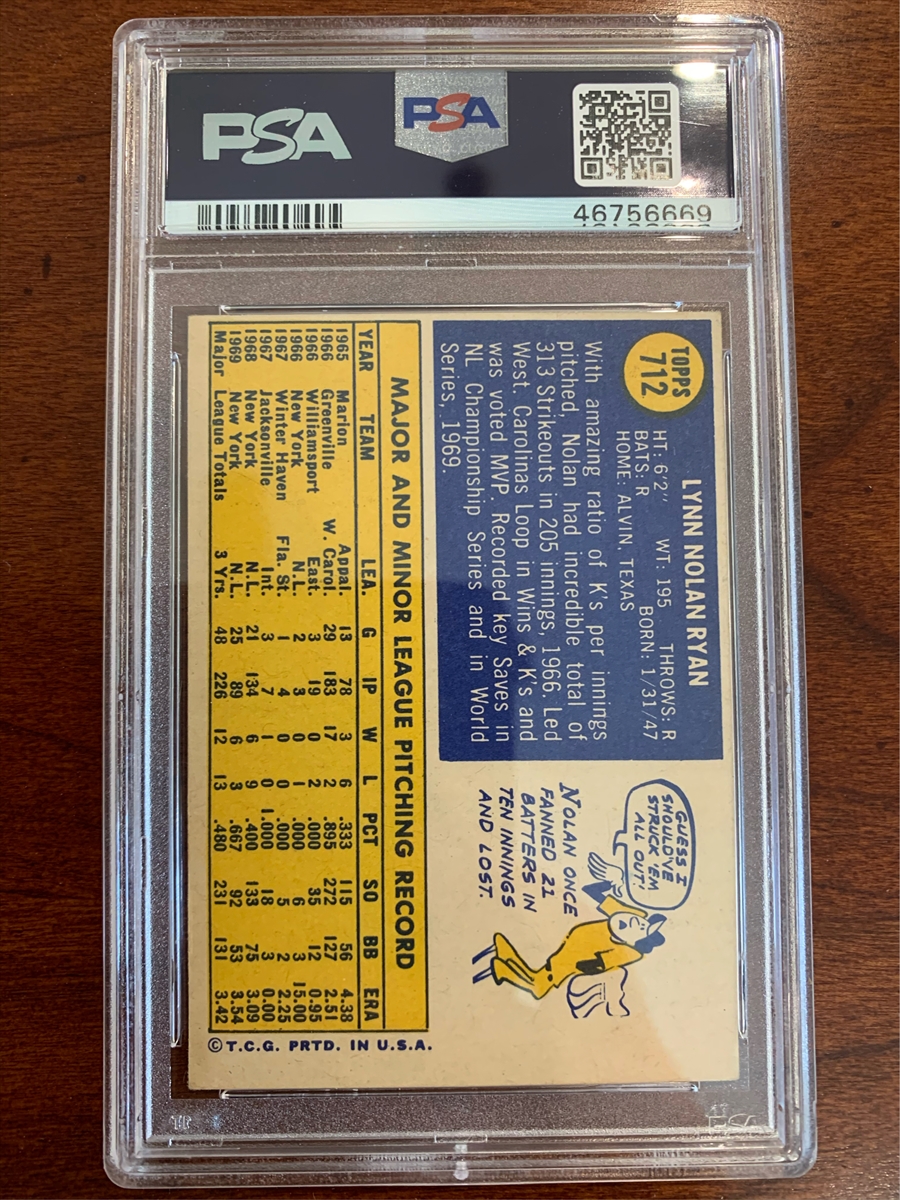 PSA
PSA
46756669
TOPPS
712
LYNN NOLAN RYAN
HT: 6'2" WT: 195 THROWS: R
BATS: R BORN: 1/31/47
HOME: ALVIN, TEXAS
With amazing ratio of K's per innings
pitched, Nolan had incredible total of
313 Strikeouts in 205 innings, 1966. Led
West. Carolinas Loop in Wins & K's and
was voted MVP. Recorded key Saves in
NL Championship Series and in World
Series, 1969.
GUESS I
SHOULD'VE
STRUCK 'EM
ALL OUT!
NOLAN ONCE
FANNED 21
BATTERS IN
TEN INNINGS
AND LOST.
MAJOR AND MINOR LEAGUE PITCHING RECORD
YEAR TEAM LEA. G IP W L PCT SO BB ERA
1965 Marion Appal. 13 78 3 6 .333 115 56 4.38
1966 Greenville W. Carol. 29 183 17 2 .895 272 127 2.51
1966 Williamsport East. 3 19 0 2 .000 35 12 0.95
1966 New York N.L. 2 3 0 1 .000 6 3 15.00
1967 Winter Haven Fla. St. 1 4 0 0 .000 5 2 2.25
1967 Jacksonville Int. 3 7 1 0 1.000 18 3 0.00
1968 New York N.L. 21 134 6 9 .400 133 75 3.09
1969 New York N.L. 25 89 6 3 .667 92 53 3.54
Major League Totals 3 Yrs. 48 226 12 13 .480 231 131 3.42
© T.C.G. PRTD. IN U.S.A.